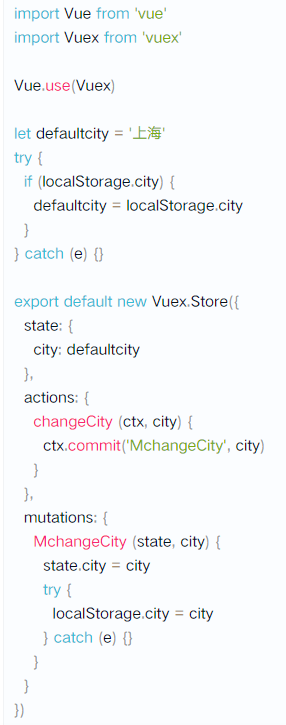 import Vue from 'vue'
import Vuex from 'vuex'

Vue.use(Vuex)

let defaultcity = '上海'
try {
  if (localStorage.city) {
    defaultcity = localStorage.city
  }
} catch (e) {}

export default new Vuex.Store({
  state: {
    city: defaultcity
  },
  actions: {
    changeCity (ctx, city) {
      ctx.commit('MchangeCity', city)
    }
  },
  mutations: {
    MchangeCity (state, city) {
      state.city = city
      try {
        localStorage.city = city
      } catch (e) {}
    }
  }
})